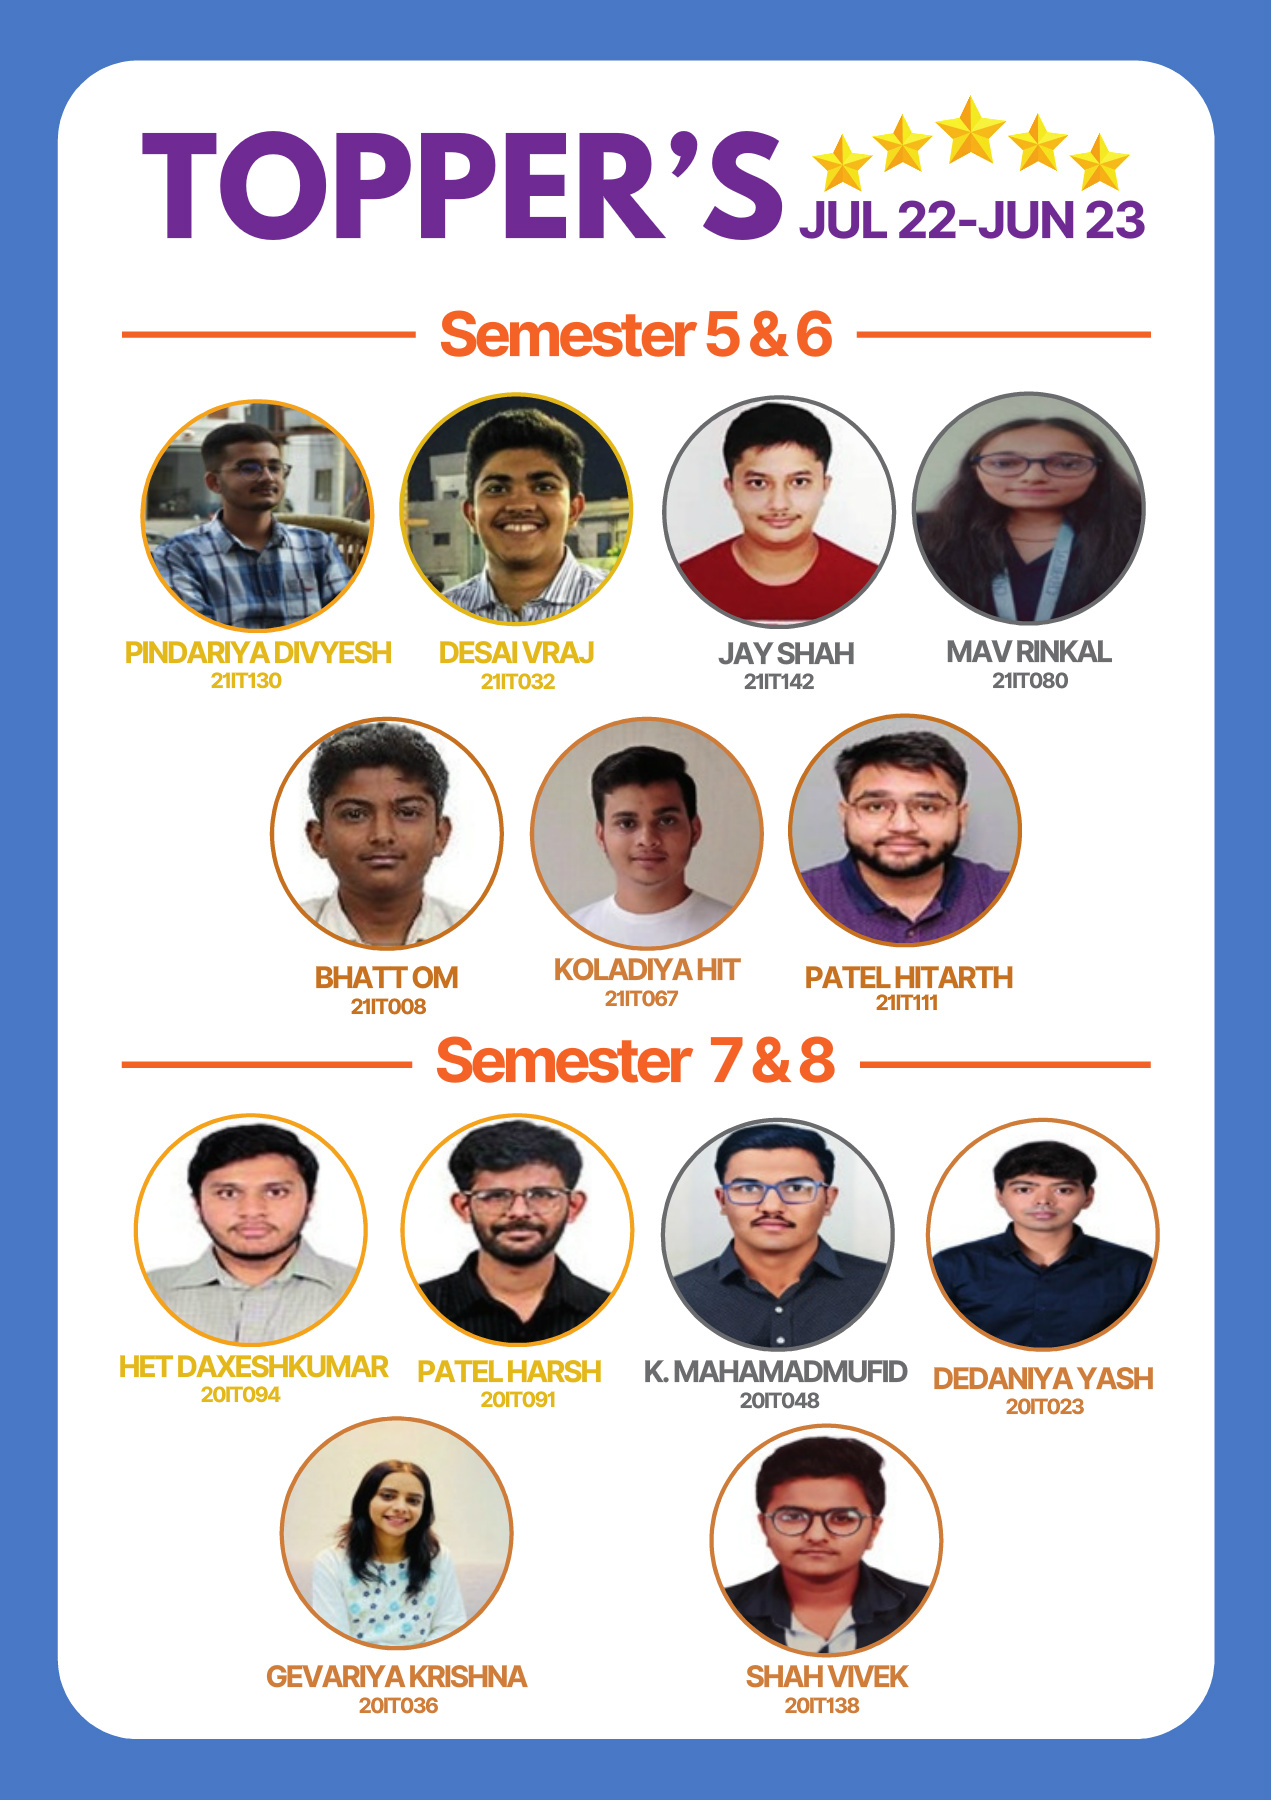 TOPPER'S
JUL 22-JUN 23
Semester 5 & 6
PINDARIYA DIVYESH
21IT130
DESAI VRAJ
21IT032
JAY SHAH
21IT142
MAV RINKAL
21IT080
BHATT OM
21IT008
KOLADIYA HIT
21IT067
PATEL HITARTH
21IT111
Semester 7 & 8
HET DAXESHKUMAR
20IT094
PATEL HARSH
20IT091
K. MAHAMADMUFID
20IT048
DEDANIYA YASH
20IT023
GEVARIYA KRISHNA
20IT036
SHAH VIVEK
20IT138